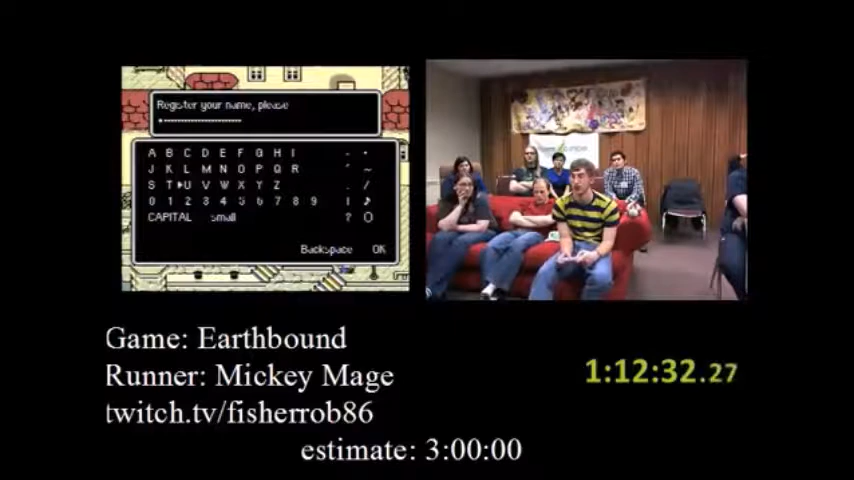 Register your name, please
A B C D E F G H I - •
J K L M N O P Q R ' ~
S T U V W X Y Z . /
0 1 2 3 4 5 6 7 8 9 ! ♪
CAPITAL small ? O
Backspace OK
Game: Earthbound
Runner: Mickey Mage
twitch.tv/fisherrob86
estimate: 3:00:00
1:12:32.27